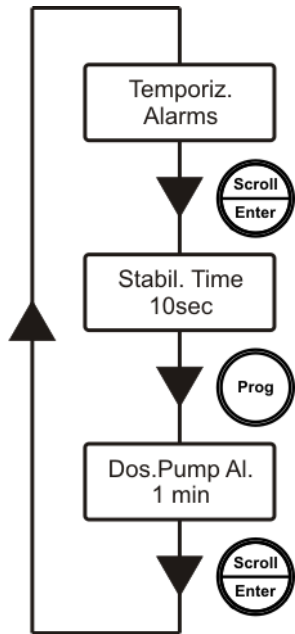 Temporiz.
Alarms
Scroll
Enter
Stabil. Time
10sec
Prog
Dos.Pump Al.
1 min
Scroll
Enter